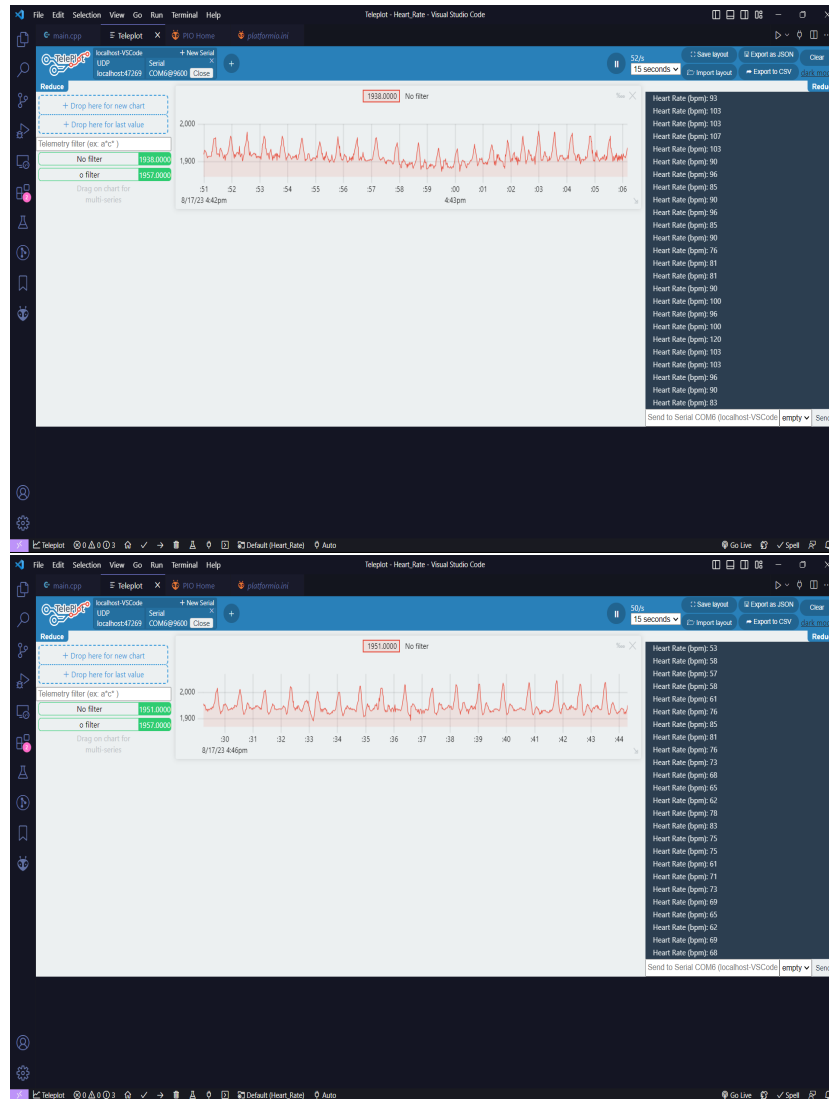 File Edit Selection View Go Run Terminal Help
Teleplot - Heart_Rate - Visual Studio Code
main.cpp
Teleplot
PIO Home
platformio.ini
Teleplot
localhost-VSCode
+ New Serial
UDP
Serial
localhost:47269
COM6@9600 Close
52/s
15 seconds
Save layout
Import layout
Export as JSON
Export to CSV
Clear
dark mod
Reduce
Redu
+ Drop here for new chart
+ Drop here for last value
Telemetry filter (ex: a*c* )
No filter 1938.0000
o filter 1957.0000
Drag on chart for
multi-series
1938.0000 No filter
2,000
1,900
:51 :52 :53 :54 :55 :56 :57 :58 :59 :00 :01 :02 :03 :04 :05 :06
8/17/23 4:42pm 4:43pm
Heart Rate (bpm): 93
Heart Rate (bpm): 103
Heart Rate (bpm): 103
Heart Rate (bpm): 107
Heart Rate (bpm): 103
Heart Rate (bpm): 90
Heart Rate (bpm): 96
Heart Rate (bpm): 85
Heart Rate (bpm): 90
Heart Rate (bpm): 96
Heart Rate (bpm): 85
Heart Rate (bpm): 90
Heart Rate (bpm): 76
Heart Rate (bpm): 81
Heart Rate (bpm): 81
Heart Rate (bpm): 90
Heart Rate (bpm): 100
Heart Rate (bpm): 96
Heart Rate (bpm): 100
Heart Rate (bpm): 120
Heart Rate (bpm): 103
Heart Rate (bpm): 103
Heart Rate (bpm): 96
Heart Rate (bpm): 90
Heart Rate (bpm): 83
Send to Serial COM6 (localhost-VSCode empty Send
Teleplot 0 0 3 Default (Heart_Rate) Auto Go Live Spell
File Edit Selection View Go Run Terminal Help
Teleplot - Heart_Rate - Visual Studio Code
main.cpp
Teleplot
PIO Home
platformio.ini
Teleplot
localhost-VSCode
+ New Serial
UDP
Serial
localhost:47269
COM6@9600 Close
50/s
15 seconds
Save layout
Import layout
Export as JSON
Export to CSV
Clear
dark mod
Reduce
Redu
+ Drop here for new chart
+ Drop here for last value
Telemetry filter (ex: a*c* )
No filter 1951.0000
o filter 1957.0000
Drag on chart for
multi-series
1951.0000 No filter
2,000
1,900
:30 :31 :32 :33 :34 :35 :36 :37 :38 :39 :40 :41 :42 :43 :44
8/17/23 4:46pm
Heart Rate (bpm): 53
Heart Rate (bpm): 58
Heart Rate (bpm): 57
Heart Rate (bpm): 58
Heart Rate (bpm): 61
Heart Rate (bpm): 76
Heart Rate (bpm): 85
Heart Rate (bpm): 81
Heart Rate (bpm): 76
Heart Rate (bpm): 73
Heart Rate (bpm): 68
Heart Rate (bpm): 65
Heart Rate (bpm): 62
Heart Rate (bpm): 78
Heart Rate (bpm): 83
Heart Rate (bpm): 75
Heart Rate (bpm): 75
Heart Rate (bpm): 61
Heart Rate (bpm): 71
Heart Rate (bpm): 73
Heart Rate (bpm): 69
Heart Rate (bpm): 65
Heart Rate (bpm): 62
Heart Rate (bpm): 69
Heart Rate (bpm): 68
Send to Serial COM6 (localhost-VSCode empty Send
Teleplot 0 0 3 Default (Heart_Rate) Auto Go Live Spell